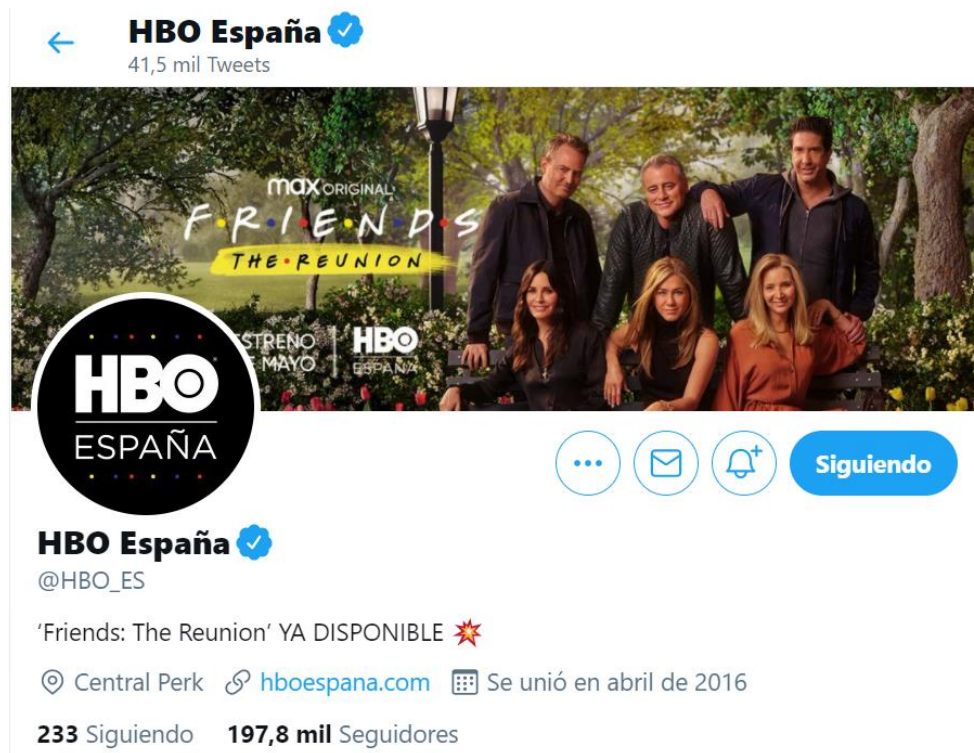 HBO España
41,5 mil Tweets
max ORIGINAL
F·R·I·E·N·D·S
THE·REUNION
MAYO
HBO
ESPAÑA
HBO
ESPAÑA
Siguiendo
HBO España
@HBO_ES
‘Friends: The Reunion’ YA DISPONIBLE
Central Perk hboespana.com Se unió en abril de 2016
233 Siguiendo 197,8 mil Seguidores